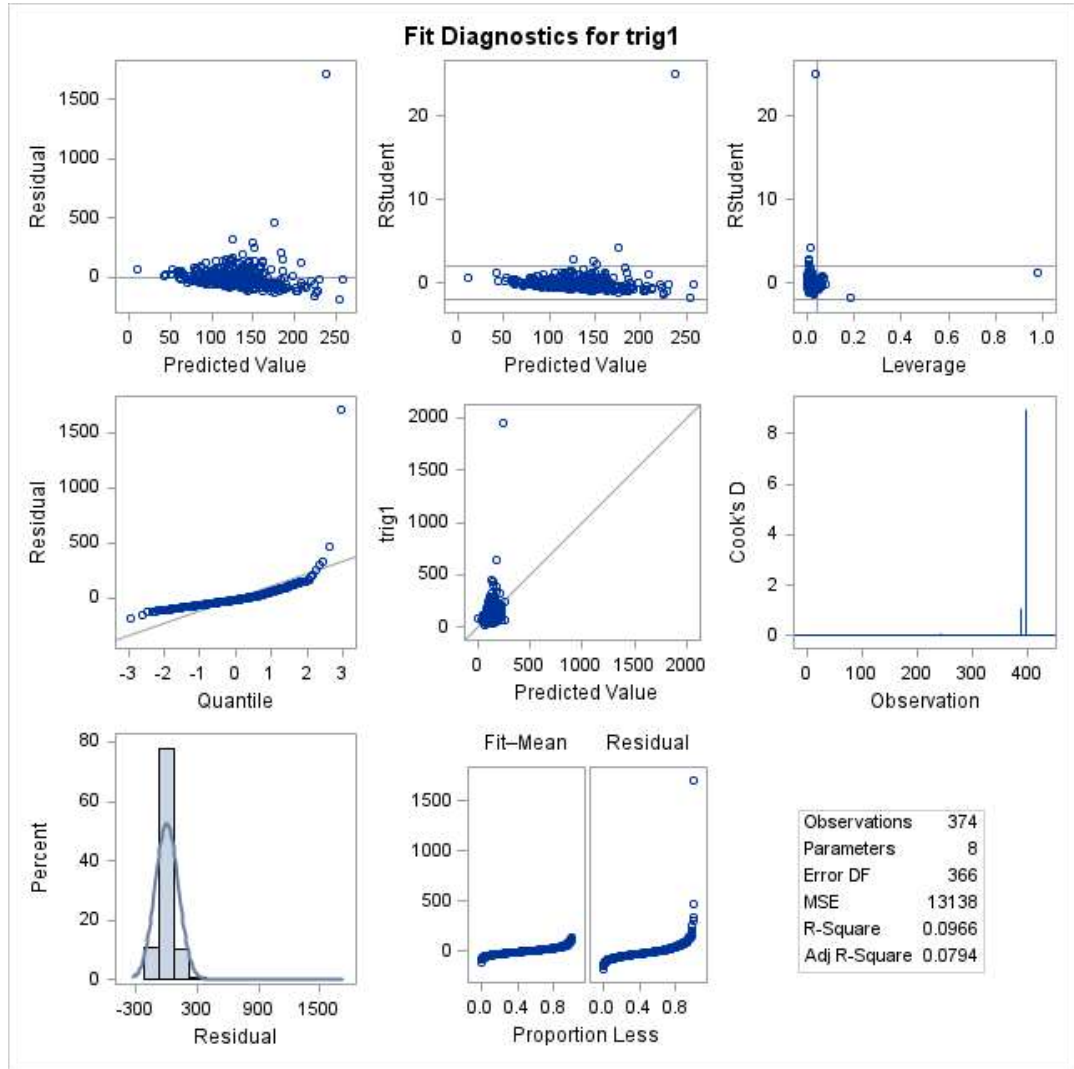 Fit Diagnostics for trig1
Residual
1500
1000
500
0
0 50 100 150 200 250
Predicted Value
RStudent
20
10
0
0 50 100 150 200 250
Predicted Value
RStudent
20
10
0
0.0 0.2 0.4 0.6 0.8 1.0
Leverage
Residual
1500
1000
500
0
-3 -2 -1 0 1 2 3
Quantile
trig1
2000
1500
1000
500
0
0 500 1000 1500 2000
Predicted Value
Cook's D
8
6
4
2
0
0 100 200 300 400
Observation
Percent
80
60
40
20
0
-300 300 900 1500
Residual
Fit–Mean Residual
1500
1000
500
0
0.0 0.4 0.8 0.0 0.4 0.8
Proportion Less
Observations 374
Parameters 8
Error DF 366
MSE 13138
R-Square 0.0966
Adj R-Square 0.0794